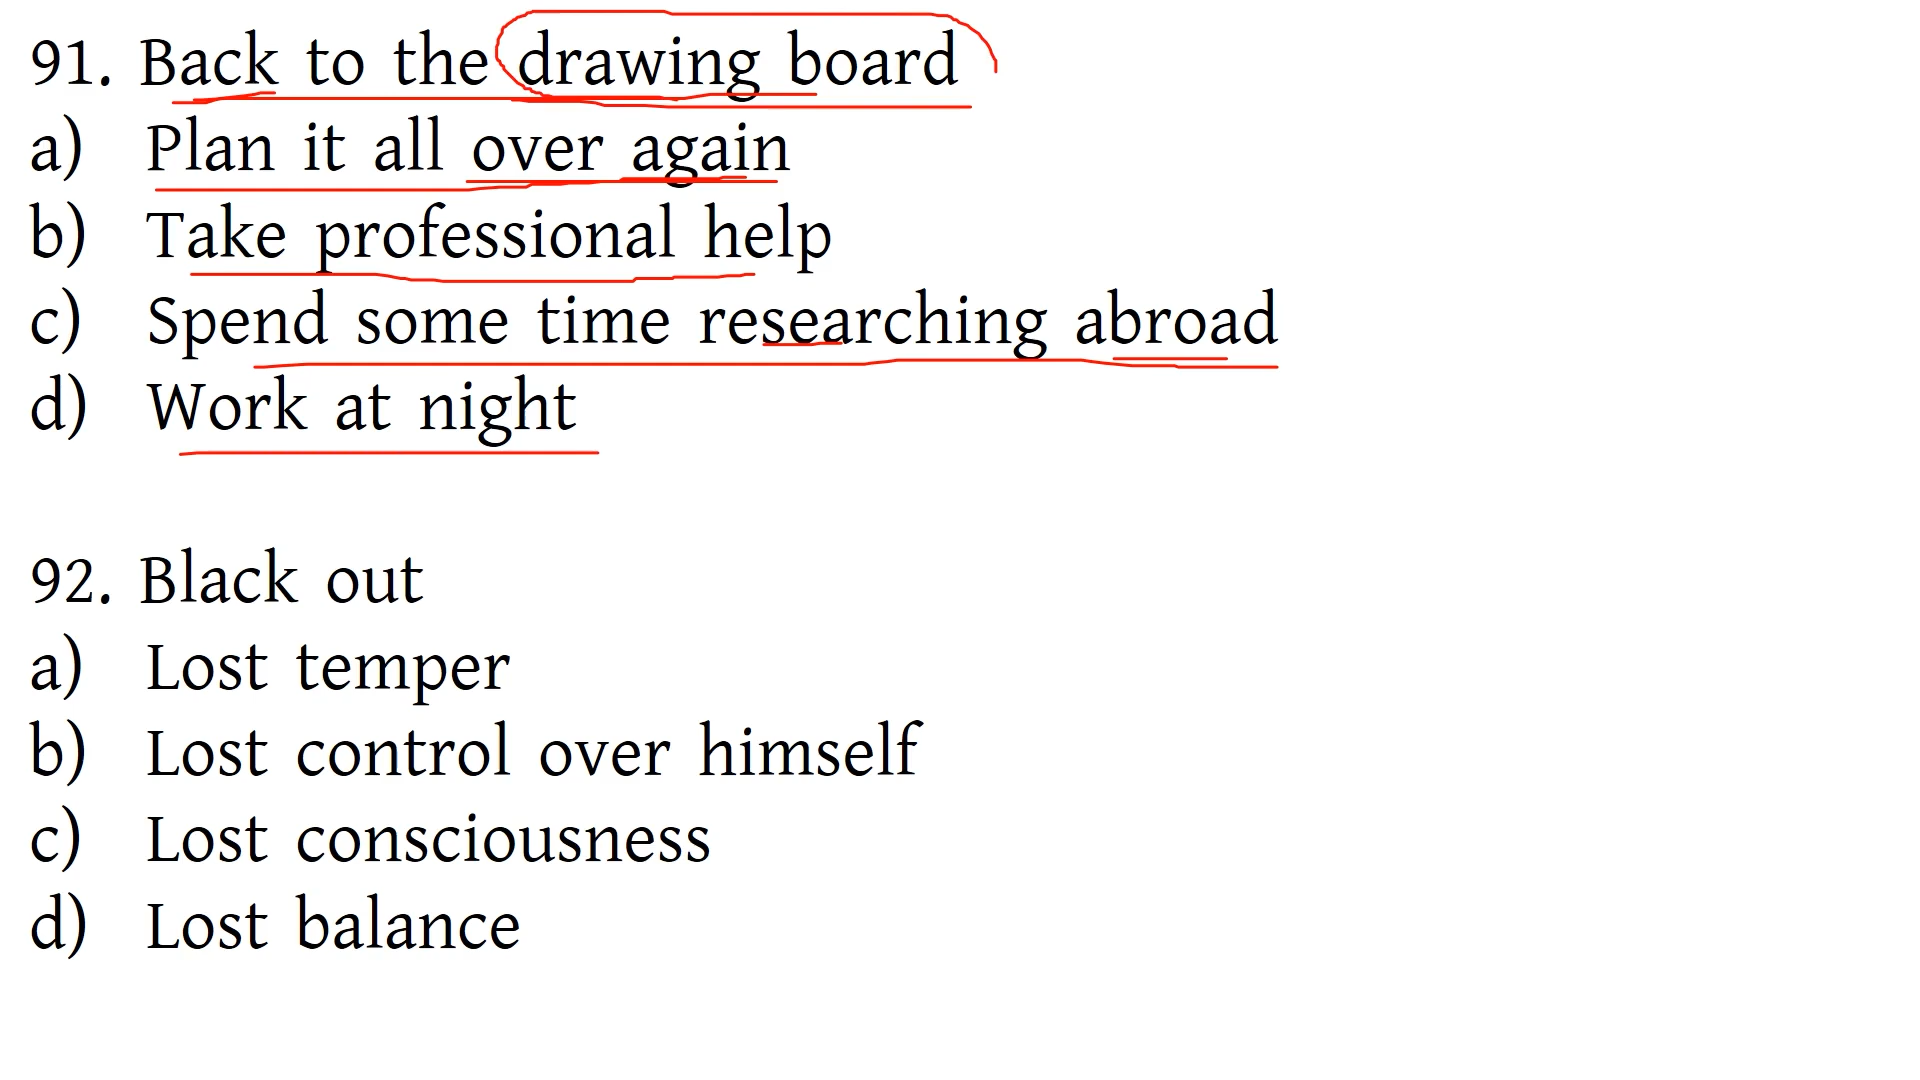 91. Back to the drawing board
a) Plan it all over again
b) Take professional help
c) Spend some time researching abroad
d) Work at night
92. Black out
a) Lost temper
b) Lost control over himself
c) Lost consciousness
d) Lost balance